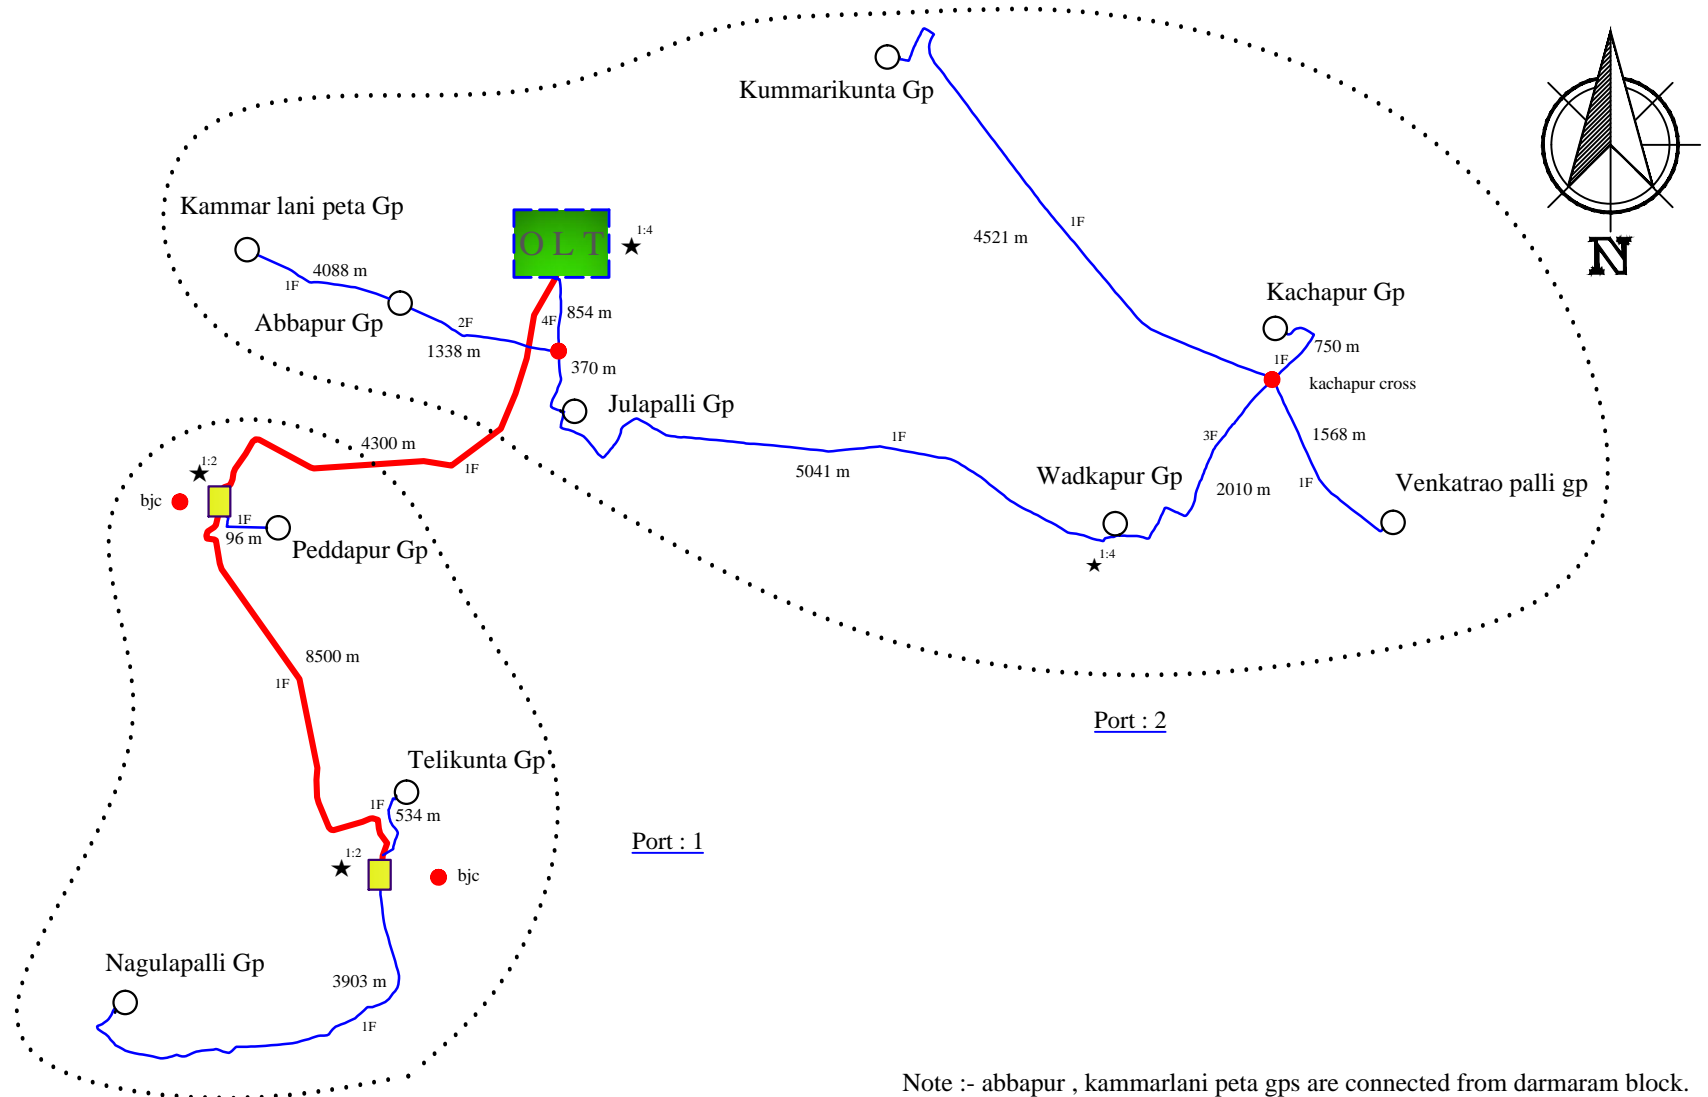 Kummarikunta Gp
Kammar lani peta Gp
O L T
1:4
1F
4521 m
N
4088 m
1F
Abbapur Gp
2F
1338 m
4F
854 m
370 m
Kachapur Gp
750 m
1F
kachapur cross
Julapalli Gp
4300 m
1F
1F
5041 m
3F
2010 m
1568 m
1F
Wadkapur Gp
1:4
Venkatrao palli gp
1:2
bjc
1F
96 m
Peddapur Gp
8500 m
1F
Port : 2
Telikunta Gp
1F
534 m
Port : 1
1:2
bjc
Nagulapalli Gp
3903 m
1F
Note :- abbapur , kammarlani peta gps are connected from darmaram block.